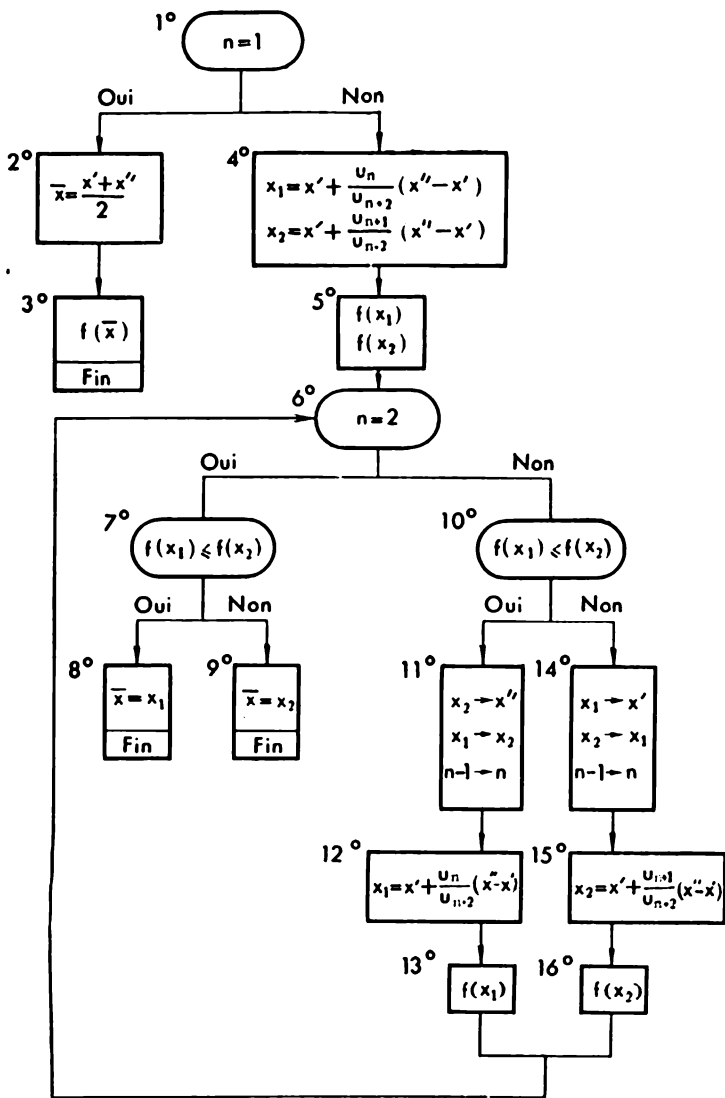 1°
n=1
Oui Non
2°
x̄ = (x′+x″)/2
3°
f(x̄)
Fin
4°
x₁ = x′ + uₙ/uₙ₊₂ (x″−x′)
x₂ = x′ + uₙ₊₁/uₙ₊₂ (x″−x′)
5°
f(x₁)
f(x₂)
6°
n=2
Oui Non
7°
f(x₁) ⩽ f(x₂)
Oui Non
8°
x̄ = x₁
Fin
9°
x̄ = x₂
Fin
10°
f(x₁) ⩽ f(x₂)
Oui Non
11°
x₂ → x″
x₁ → x₂
n-1 → n
12°
x₁ = x′ + uₙ/uₙ₊₂ (x″-x′)
13°
f(x₁)
14°
x₁ → x′
x₂ → x₁
n-1 → n
15°
x₂ = x′ + uₙ₊₁/uₙ₊₂ (x″-x′)
16°
f(x₂)